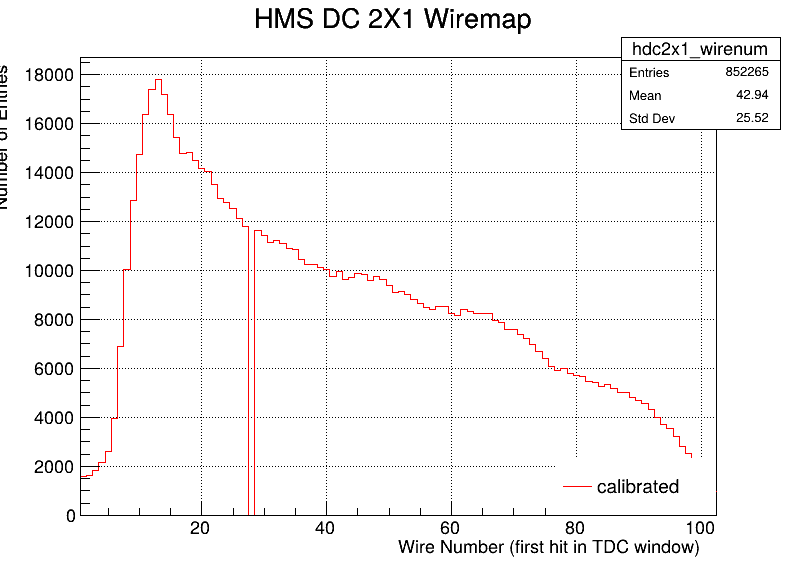 HMS DC 2X1 Wiremap
hdc2x1_wirenum
Entries 852265
Mean 42.94
Std Dev 25.52
Number of Entries
18000
16000
14000
12000
10000
8000
6000
4000
2000
0
calibrated
20 40 60 80 100
Wire Number (first hit in TDC window)